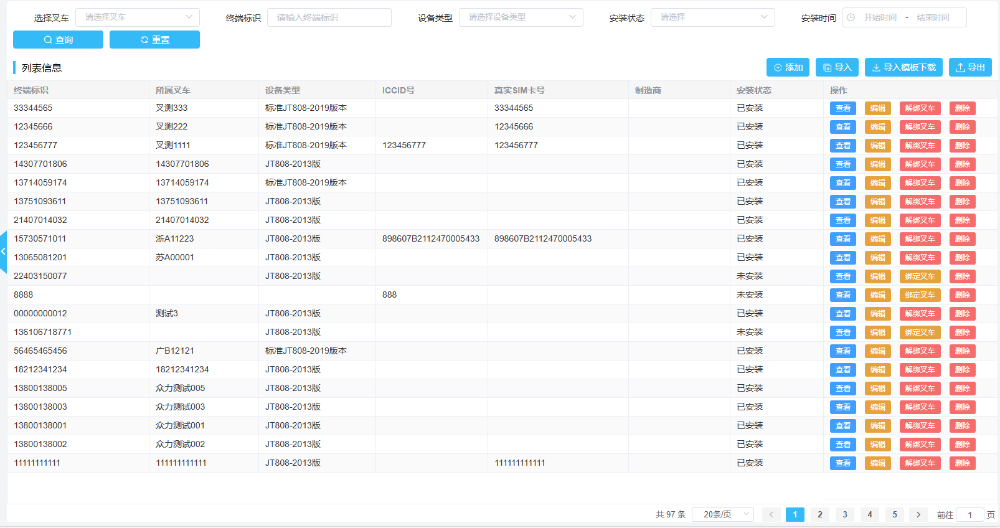 选择叉车 请选择叉车 终端标识 请输入终端标识 设备类型 请选择设备类型 安装状态 请选择 安装时间 开始时间 - 结束时间
查询 重置
列表信息 添加 导入 导入模板下载 导出
终端标识 所属叉车 设备类型 ICCID号 真实SIM卡号 制造商 安装状态 操作
33344565 叉测333 标准JT808-2019版本 33344565 已安装 查看 编辑 解绑叉车 删除
12345666 叉测222 标准JT808-2019版本 12345666 已安装 查看 编辑 解绑叉车 删除
123456777 叉测1111 标准JT808-2019版本 123456777 123456777 已安装 查看 编辑 解绑叉车 删除
14307701806 14307701806 JT808-2013版 已安装 查看 编辑 解绑叉车 删除
13714059174 13714059174 标准JT808-2019版本 已安装 查看 编辑 解绑叉车 删除
13751093611 13751093611 JT808-2013版 已安装 查看 编辑 解绑叉车 删除
21407014032 21407014032 JT808-2013版 已安装 查看 编辑 解绑叉车 删除
15730571011 浙A11223 JT808-2013版 898607B2112470005433 898607B2112470005433 已安装 查看 编辑 解绑叉车 删除
13065081201 苏A00001 JT808-2013版 已安装 查看 编辑 解绑叉车 删除
22403150077 JT808-2013版 未安装 查看 编辑 绑定叉车 删除
8888 888 未安装 查看 编辑 绑定叉车 删除
00000000012 测试3 JT808-2013版 已安装 查看 编辑 解绑叉车 删除
136106718771 JT808-2013版 未安装 查看 编辑 绑定叉车 删除
56465465456 广B12121 标准JT808-2019版本 已安装 查看 编辑 解绑叉车 删除
18212341234 18212341234 JT808-2013版 已安装 查看 编辑 解绑叉车 删除
13800138005 众力测试005 JT808-2013版 已安装 查看 编辑 解绑叉车 删除
13800138003 众力测试003 JT808-2013版 已安装 查看 编辑 解绑叉车 删除
13800138001 众力测试001 JT808-2013版 已安装 查看 编辑 解绑叉车 删除
13800138002 众力测试002 JT808-2013版 已安装 查看 编辑 解绑叉车 删除
11111111111 111111111111 JT808-2013版 111111111111 已安装 查看 编辑 解绑叉车 删除
共 97 条 20条/页 1 2 3 4 5 前往 1 页